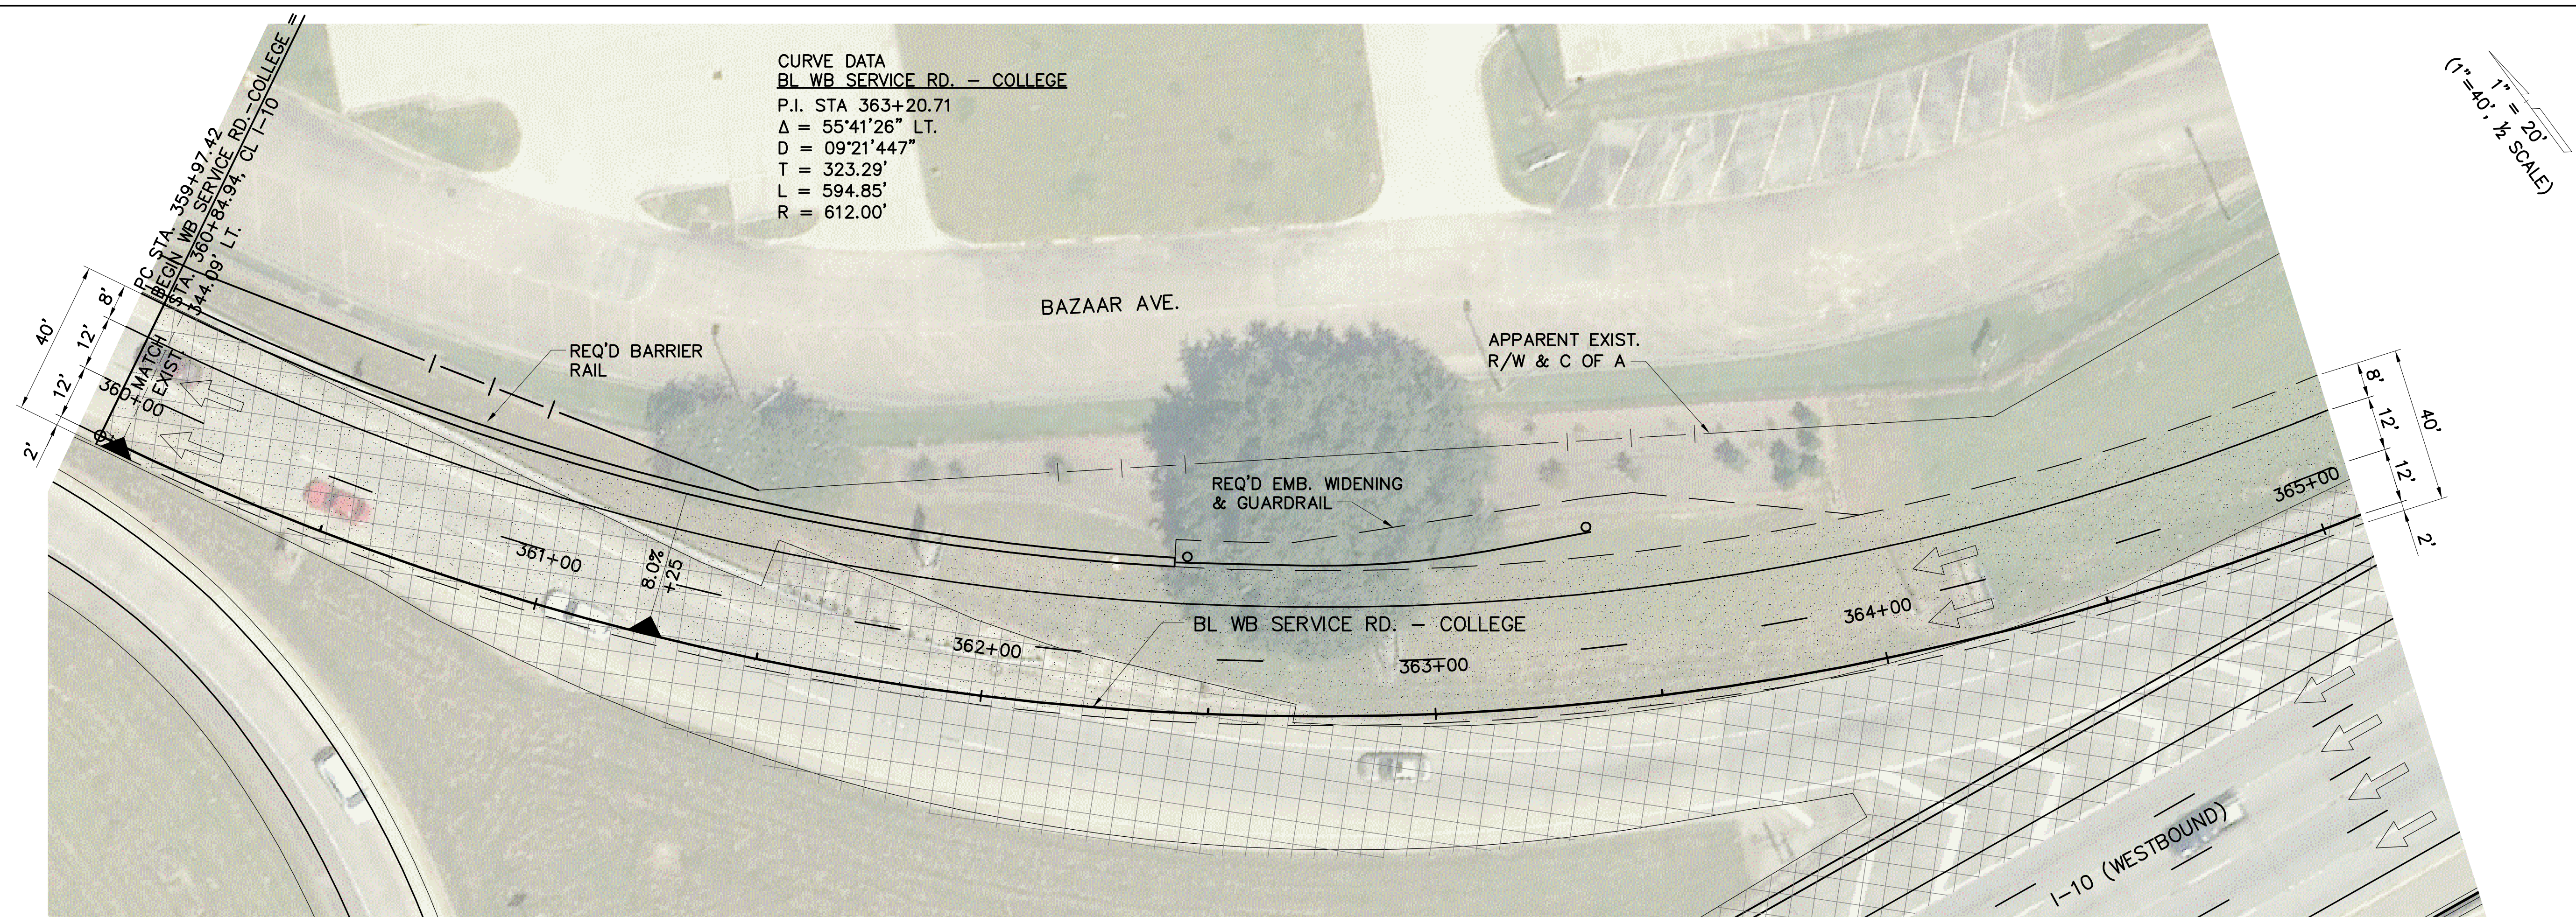 CURVE DATA
BL WB SERVICE RD. – COLLEGE
P.I. STA 363+20.71
Δ = 55°41'26" LT.
D = 09°21'447"
T = 323.29'
L = 594.85'
R = 612.00'
PC STA. 359+97.42
BEGIN WB SERVICE RD.-COLLEGE =
STA. 360+84.94, CL I-10
344.09' LT.
1" = 20'
(1"=40', ½ SCALE)
40'
8'
12'
12'
2'
MATCH
EXIST.
360+00
REQ'D BARRIER
RAIL
BAZAAR AVE.
APPARENT EXIST.
R/W & C OF A
REQ'D EMB. WIDENING
& GUARDRAIL
361+00
8.0%
+25
362+00
BL WB SERVICE RD. – COLLEGE
363+00
364+00
365+00
8'
12'
12'
40'
2'
I-10 (WESTBOUND)